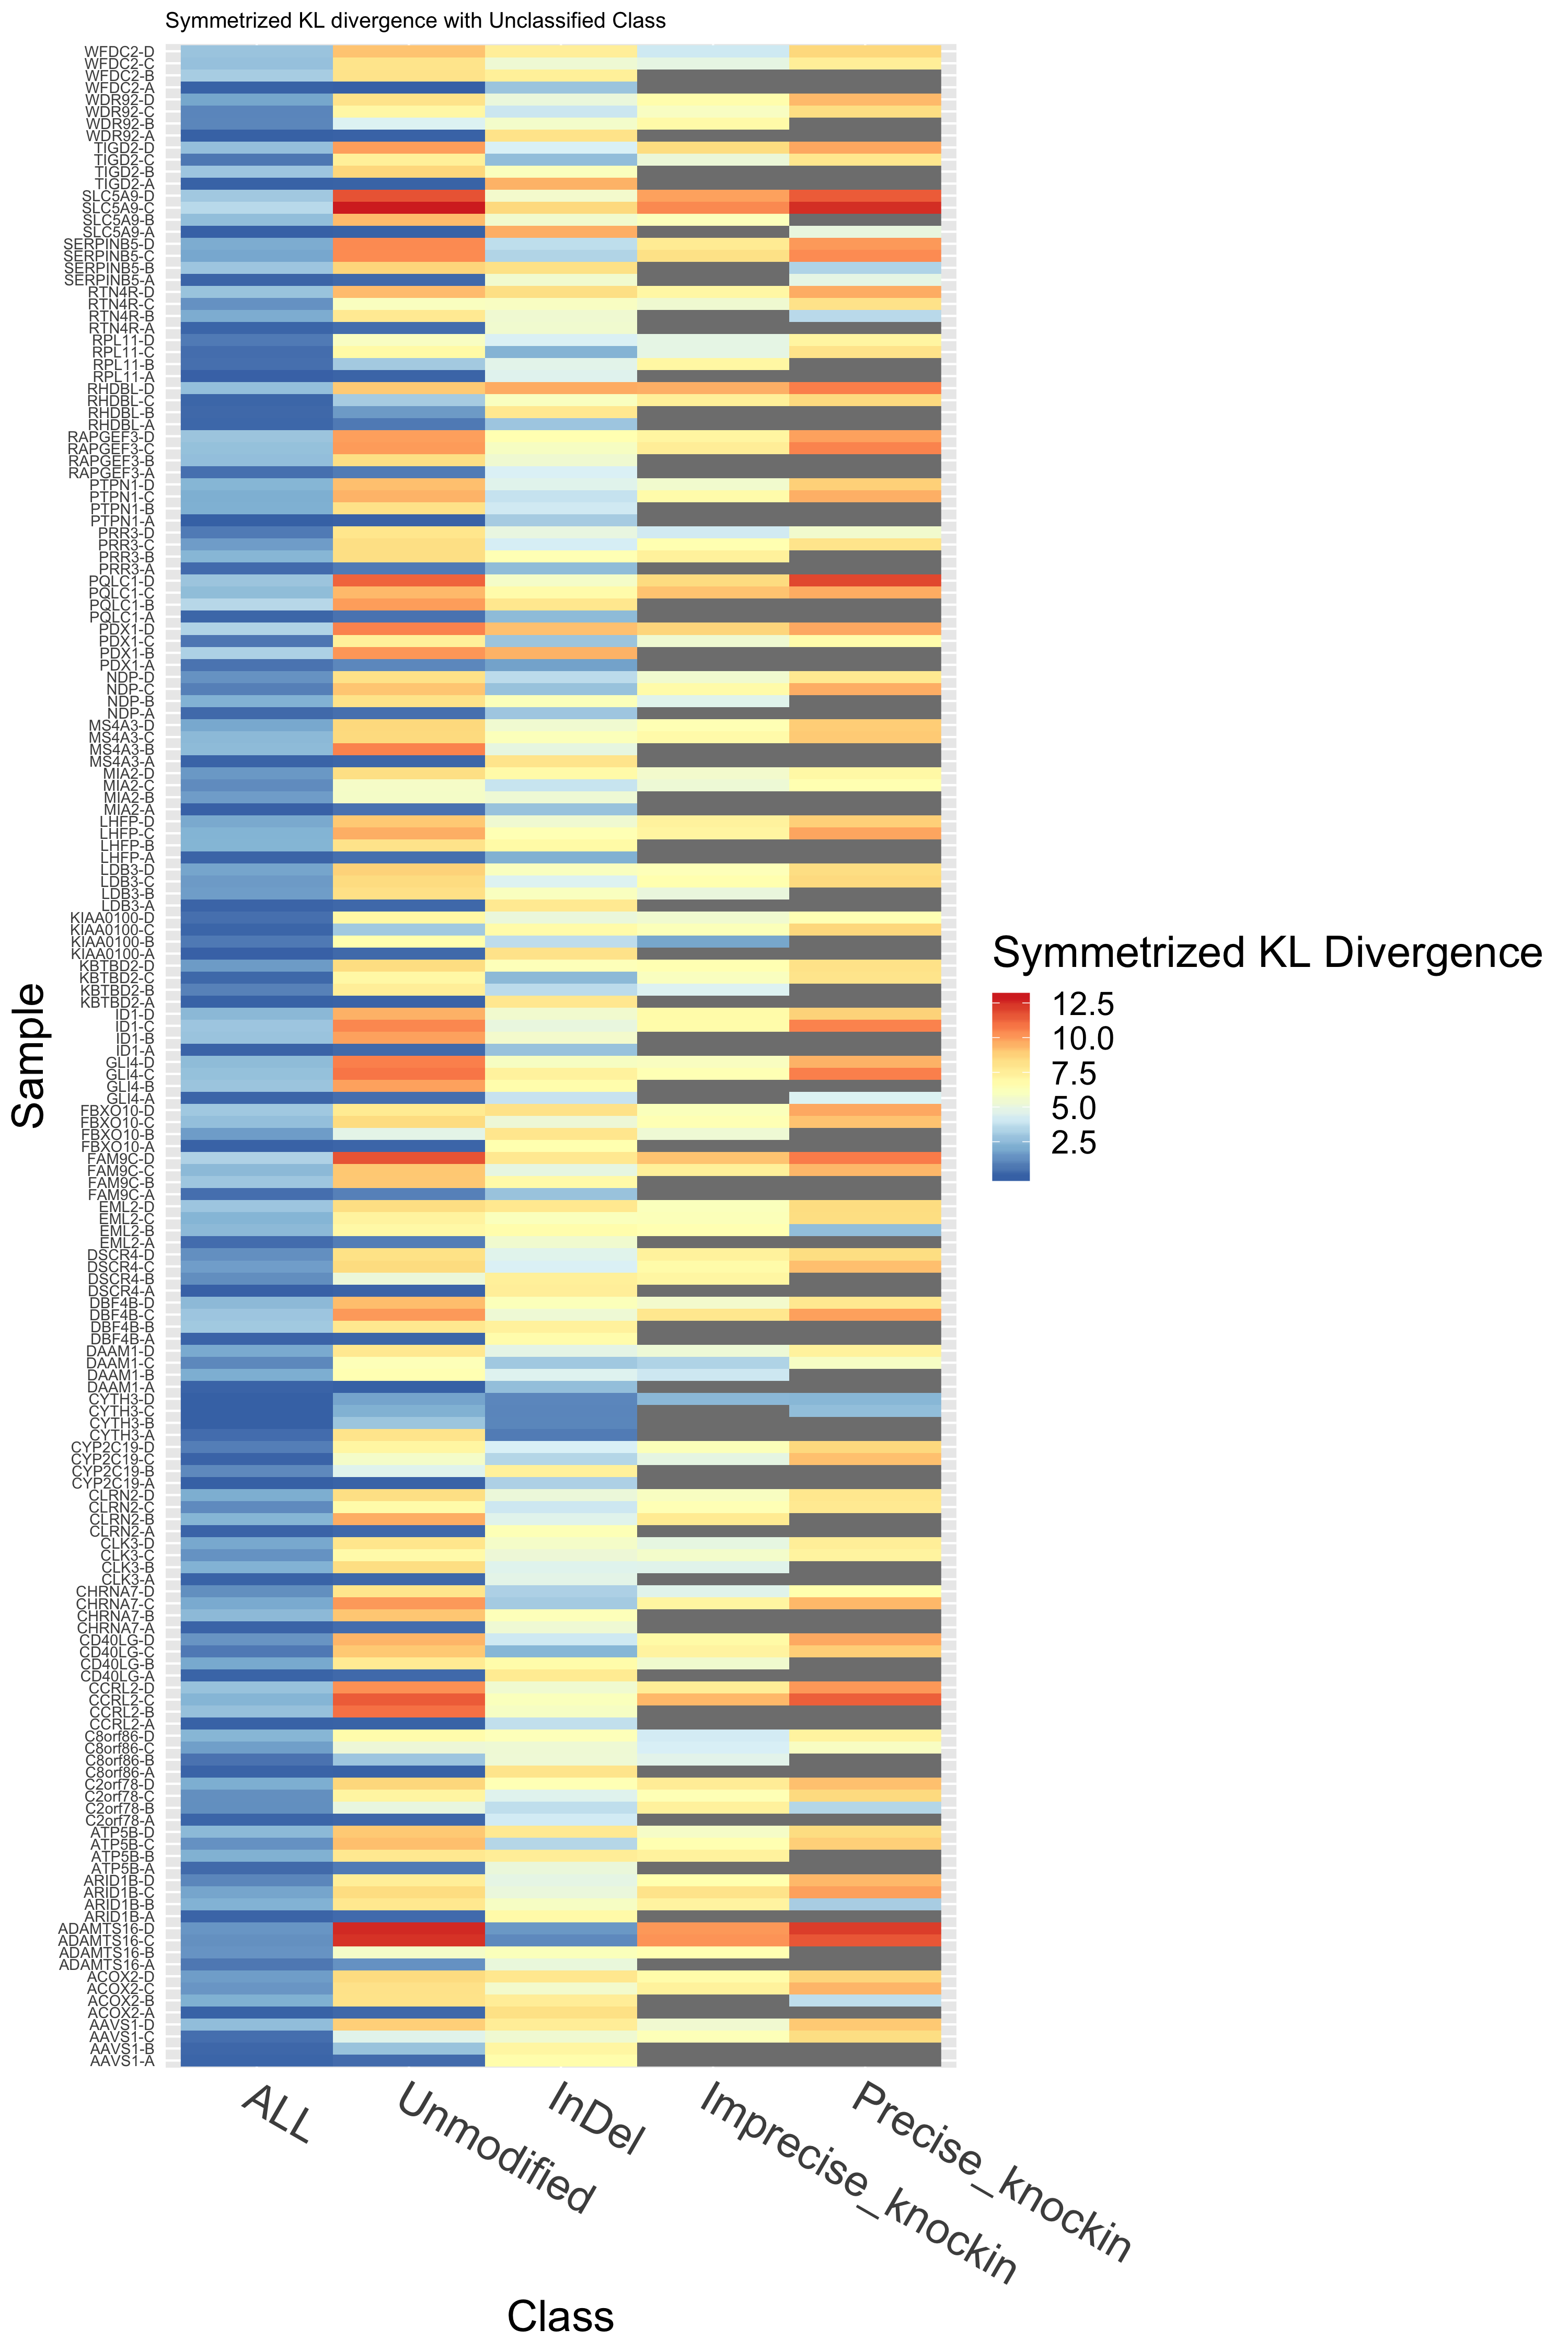 Symmetrized KL divergence with Unclassified Class
WFDC2-D
WFDC2-C
WFDC2-B
WFDC2-A
WDR92-D
WDR92-C
WDR92-B
WDR92-A
TIGD2-D
TIGD2-C
TIGD2-B
TIGD2-A
SLC5A9-D
SLC5A9-C
SLC5A9-B
SLC5A9-A
SERPINB5-D
SERPINB5-C
SERPINB5-B
SERPINB5-A
RTN4R-D
RTN4R-C
RTN4R-B
RTN4R-A
RPL11-D
RPL11-C
RPL11-B
RPL11-A
RHDBL-D
RHDBL-C
RHDBL-B
RHDBL-A
RAPGEF3-D
RAPGEF3-C
RAPGEF3-B
RAPGEF3-A
PTPN1-D
PTPN1-C
PTPN1-B
PTPN1-A
PRR3-D
PRR3-C
PRR3-B
PRR3-A
PQLC1-D
PQLC1-C
PQLC1-B
PQLC1-A
PDX1-D
PDX1-C
PDX1-B
PDX1-A
NDP-D
NDP-C
NDP-B
NDP-A
MS4A3-D
MS4A3-C
MS4A3-B
MS4A3-A
MIA2-D
MIA2-C
MIA2-B
MIA2-A
LHFP-D
LHFP-C
LHFP-B
LHFP-A
LDB3-D
LDB3-C
LDB3-B
LDB3-A
KIAA0100-D
KIAA0100-C
KIAA0100-B
KIAA0100-A
KBTBD2-D
KBTBD2-C
KBTBD2-B
KBTBD2-A
ID1-D
ID1-C
ID1-B
ID1-A
GLI4-D
GLI4-C
GLI4-B
GLI4-A
FBXO10-D
FBXO10-C
FBXO10-B
FBXO10-A
FAM9C-D
FAM9C-C
FAM9C-B
FAM9C-A
EML2-D
EML2-C
EML2-B
EML2-A
DSCR4-D
DSCR4-C
DSCR4-B
DSCR4-A
DBF4B-D
DBF4B-C
DBF4B-B
DBF4B-A
DAAM1-D
DAAM1-C
DAAM1-B
DAAM1-A
CYTH3-D
CYTH3-C
CYTH3-B
CYTH3-A
CYP2C19-D
CYP2C19-C
CYP2C19-B
CYP2C19-A
CLRN2-D
CLRN2-C
CLRN2-B
CLRN2-A
CLK3-D
CLK3-C
CLK3-B
CLK3-A
CHRNA7-D
CHRNA7-C
CHRNA7-B
CHRNA7-A
CD40LG-D
CD40LG-C
CD40LG-B
CD40LG-A
CCRL2-D
CCRL2-C
CCRL2-B
CCRL2-A
C8orf86-D
C8orf86-C
C8orf86-B
C8orf86-A
C2orf78-D
C2orf78-C
C2orf78-B
C2orf78-A
ATP5B-D
ATP5B-C
ATP5B-B
ATP5B-A
ARID1B-D
ARID1B-C
ARID1B-B
ARID1B-A
ADAMTS16-D
ADAMTS16-C
ADAMTS16-B
ADAMTS16-A
ACOX2-D
ACOX2-C
ACOX2-B
ACOX2-A
AAVS1-D
AAVS1-C
AAVS1-B
AAVS1-A
Sample
ALL
Unmodified
InDel
Imprecise_knockin
Precise_knockin
Class
Symmetrized KL Divergence
12.5
10.0
7.5
5.0
2.5